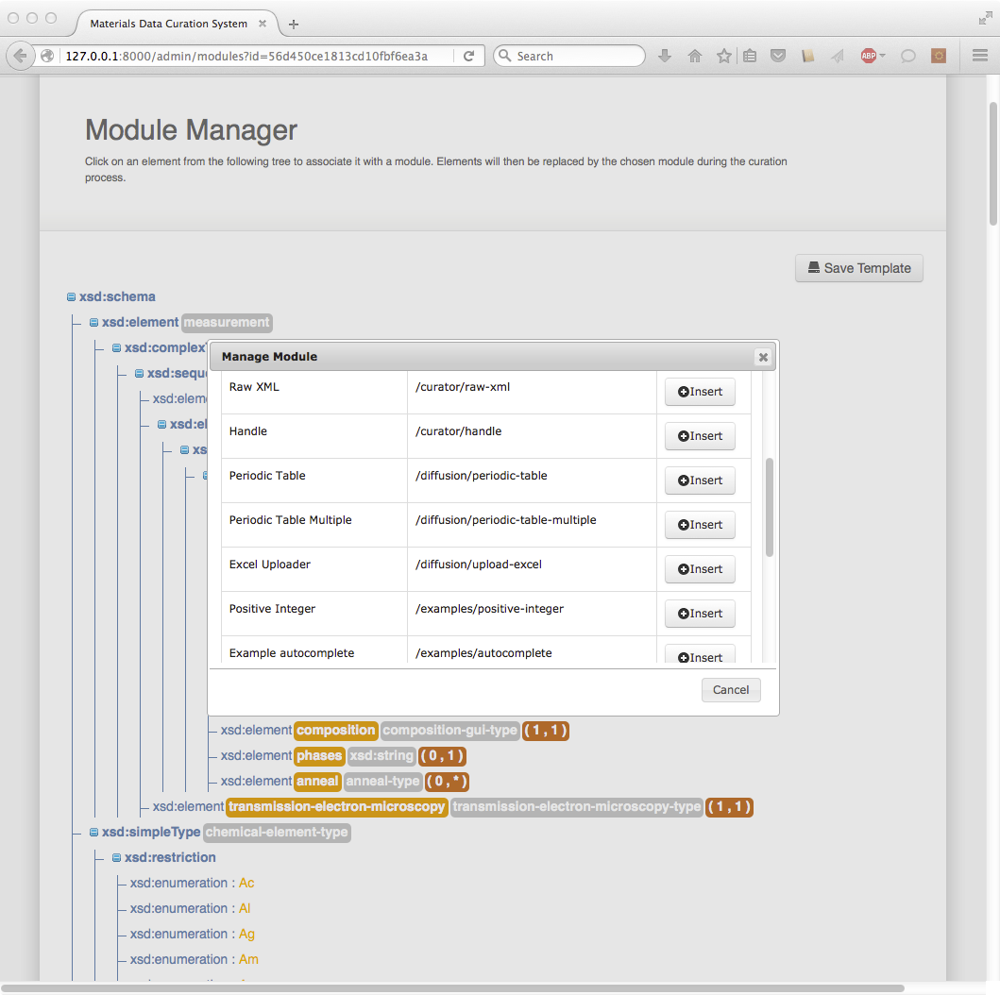 Materials Data Curation System
127.0.0.1:8000/admin/modules?id=56d450ce1813cd10fbf6ea3a
Search
ABP
Module Manager
Click on an element from the following tree to associate it with a module. Elements will then be replaced by the chosen module during the curation
process.
Save Template
xsd:schema
xsd:element measurement
xsd:complex
Manage Module
xsd:sequ
Raw XML /curator/raw-xml Insert
xsd:elem
xsd:el
Handle /curator/handle Insert
xs
Periodic Table /diffusion/periodic-table Insert
Periodic Table Multiple /diffusion/periodic-table-multiple Insert
Excel Uploader /diffusion/upload-excel Insert
Positive Integer /examples/positive-integer Insert
Example autocomplete /examples/autocomplete Insert
Cancel
xsd:element composition composition-gui-type ( 1 , 1 )
xsd:element phases xsd:string ( 0 , 1 )
xsd:element anneal anneal-type ( 0 , * )
xsd:element transmission-electron-microscopy transmission-electron-microscopy-type ( 1 , 1 )
xsd:simpleType chemical-element-type
xsd:restriction
xsd:enumeration : Ac
xsd:enumeration : Al
xsd:enumeration : Ag
xsd:enumeration : Am